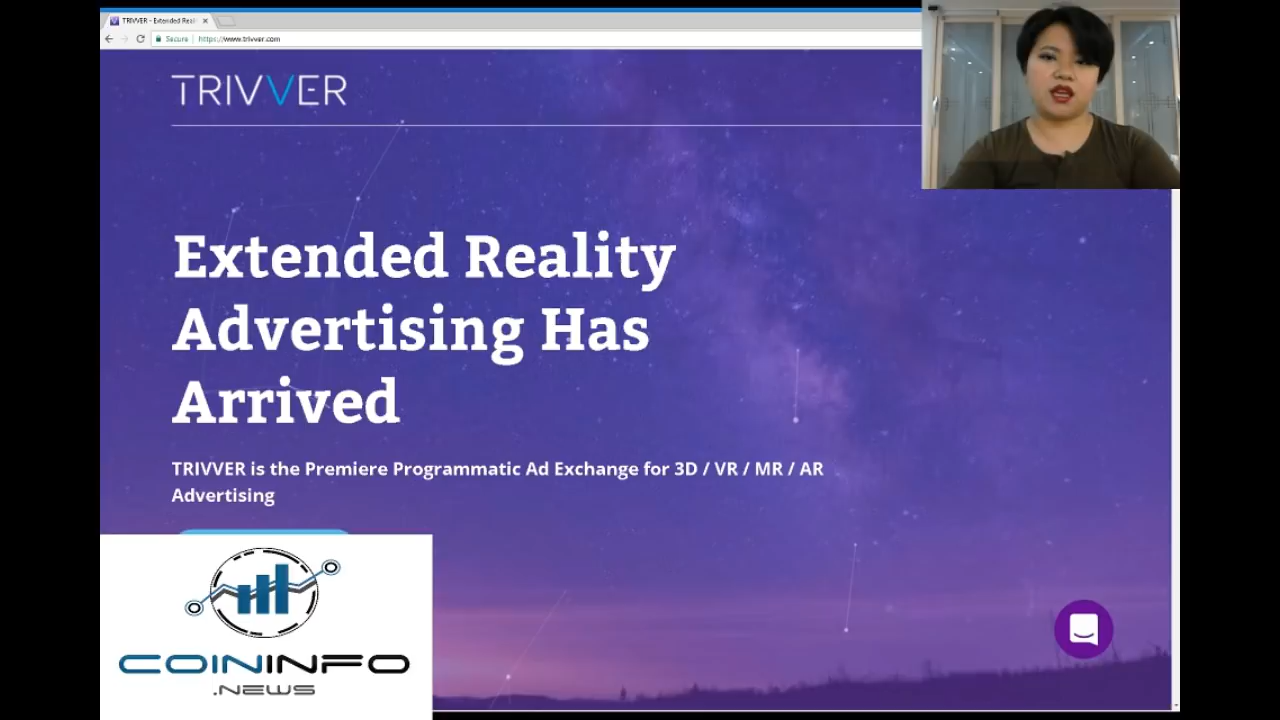 TRIVVER - Extended Reali
Secure
https://www.trivver.com
TRIVVER
Extended Reality
Advertising Has
Arrived
TRIVVER is the Premiere Programmatic Ad Exchange for 3D / VR / MR / AR
Advertising
COININFO
.NEWS